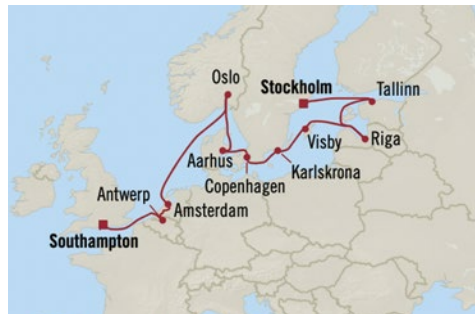 Oslo
Stockholm
Tallinn
Visby
Riga
Aarhus
Karlskrona
Copenhagen
Antwerp
Amsterdam
Southampton